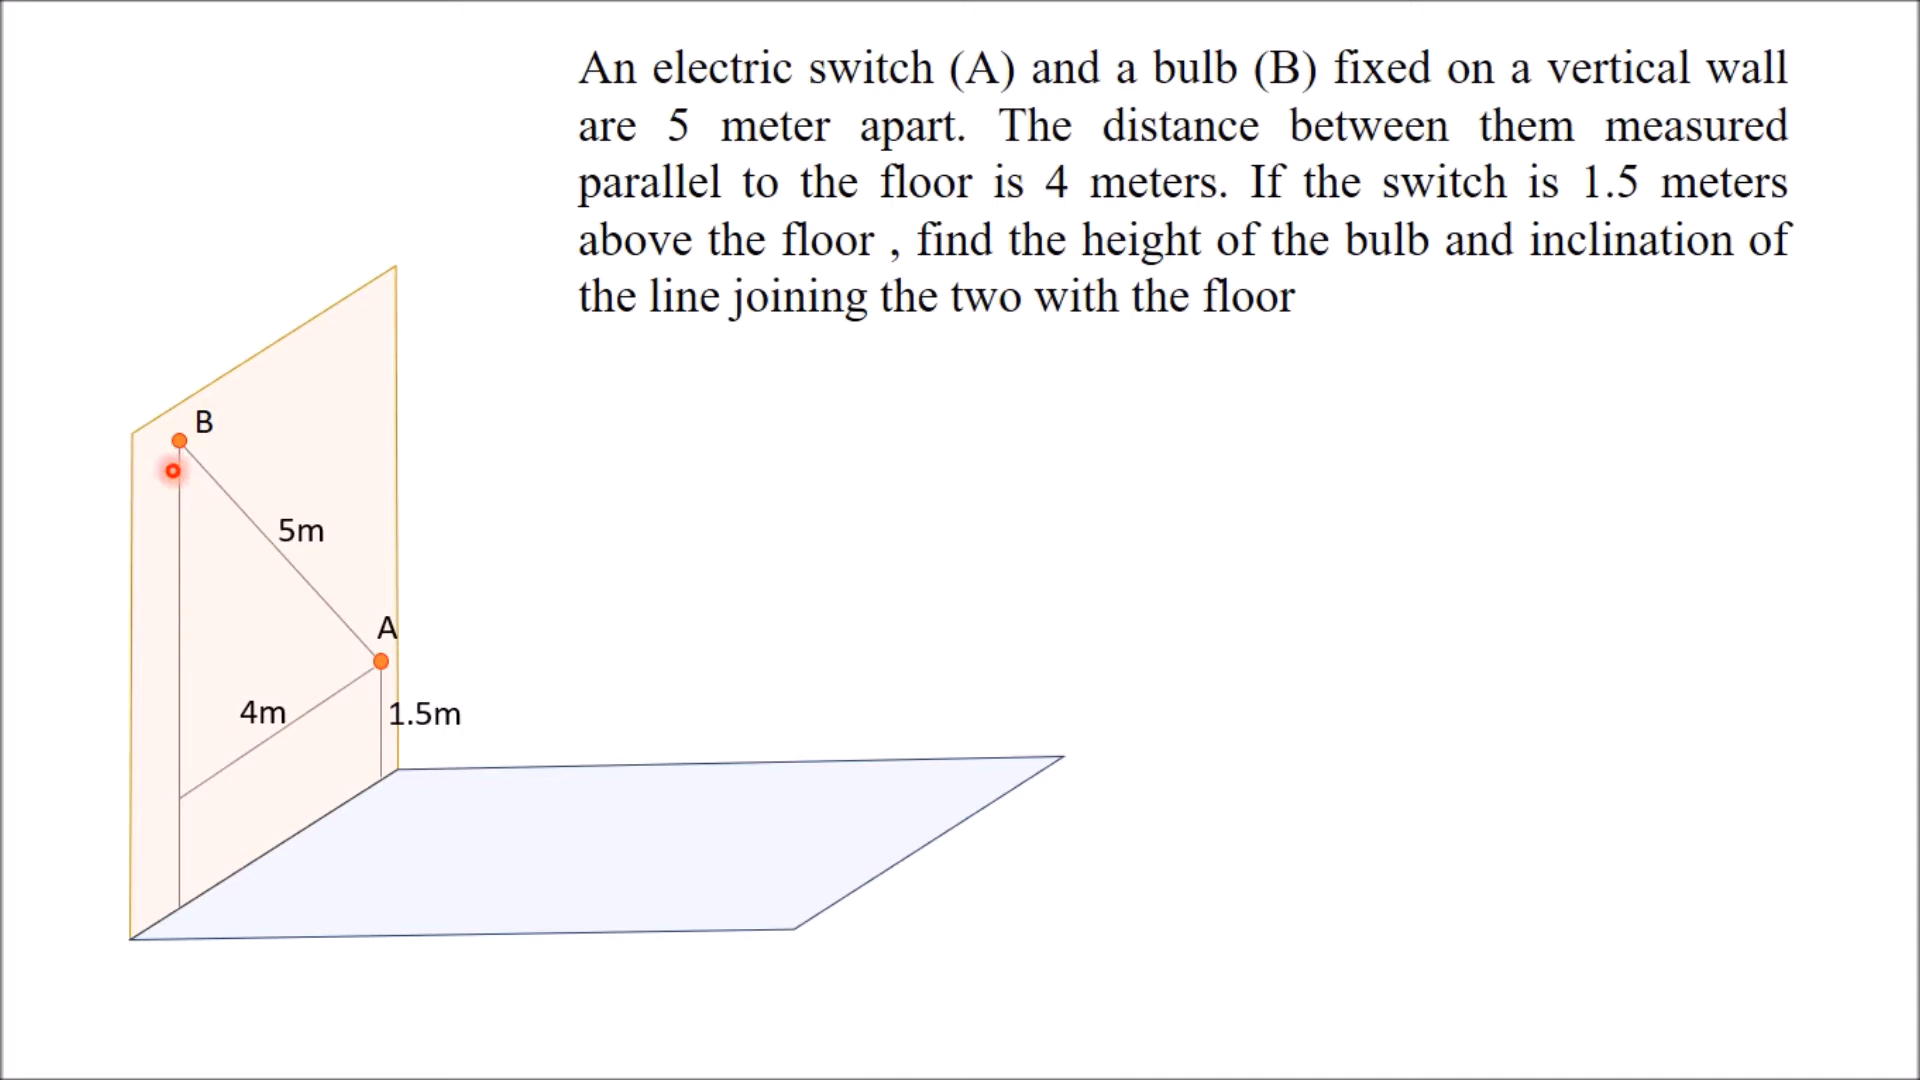 An electric switch (A) and a bulb (B) fixed on a vertical wall
are 5 meter apart. The distance between them measured
parallel to the floor is 4 meters. If the switch is 1.5 meters
above the floor , find the height of the bulb and inclination of
the line joining the two with the floor
B
5m
A
4m
1.5m